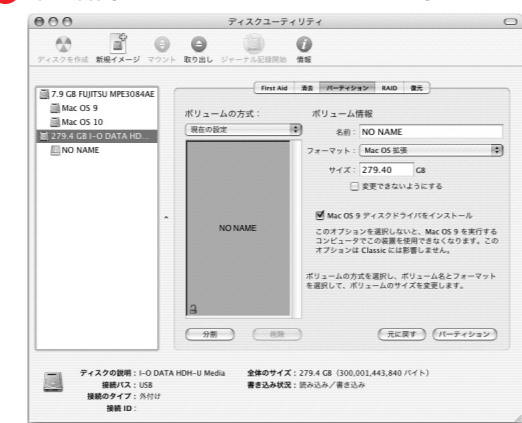 ディスクユーティリティ
ディスクを作成 新規イメージ マウント 取り出し ジャーナル記録開始 情報
7.9 GB FUJITSU MPE3084AE
Mac OS 9
Mac OS 10
279.4 GB I-O DATA HD...
NO NAME
First Aid 消去 パーティション RAID 復元
ボリュームの方式：
現在の設定
NO NAME
分割 削除
ボリューム情報
名前： NO NAME
フォーマット： Mac OS 拡張
サイズ： 279.40 GB
変更できないようにする
Mac OS 9 ディスクドライバをインストール
このオプションを選択しないと、Mac OS 9 を実行する
コンピュータでこの装置を使用できなくなります。この
オプションは Classic には影響しません。
ボリュームの方式を選択し、ボリューム名とフォーマット
を選択して、ボリュームのサイズを変更します。
元に戻す パーティション
ディスクの説明：I-O DATA HDH-U Media
接続バス：USB
接続のタイプ：外付け
接続 ID：
全体のサイズ：279.4 GB（300,001,443,840 バイト）
書き込み状況：読み込み／書き込み